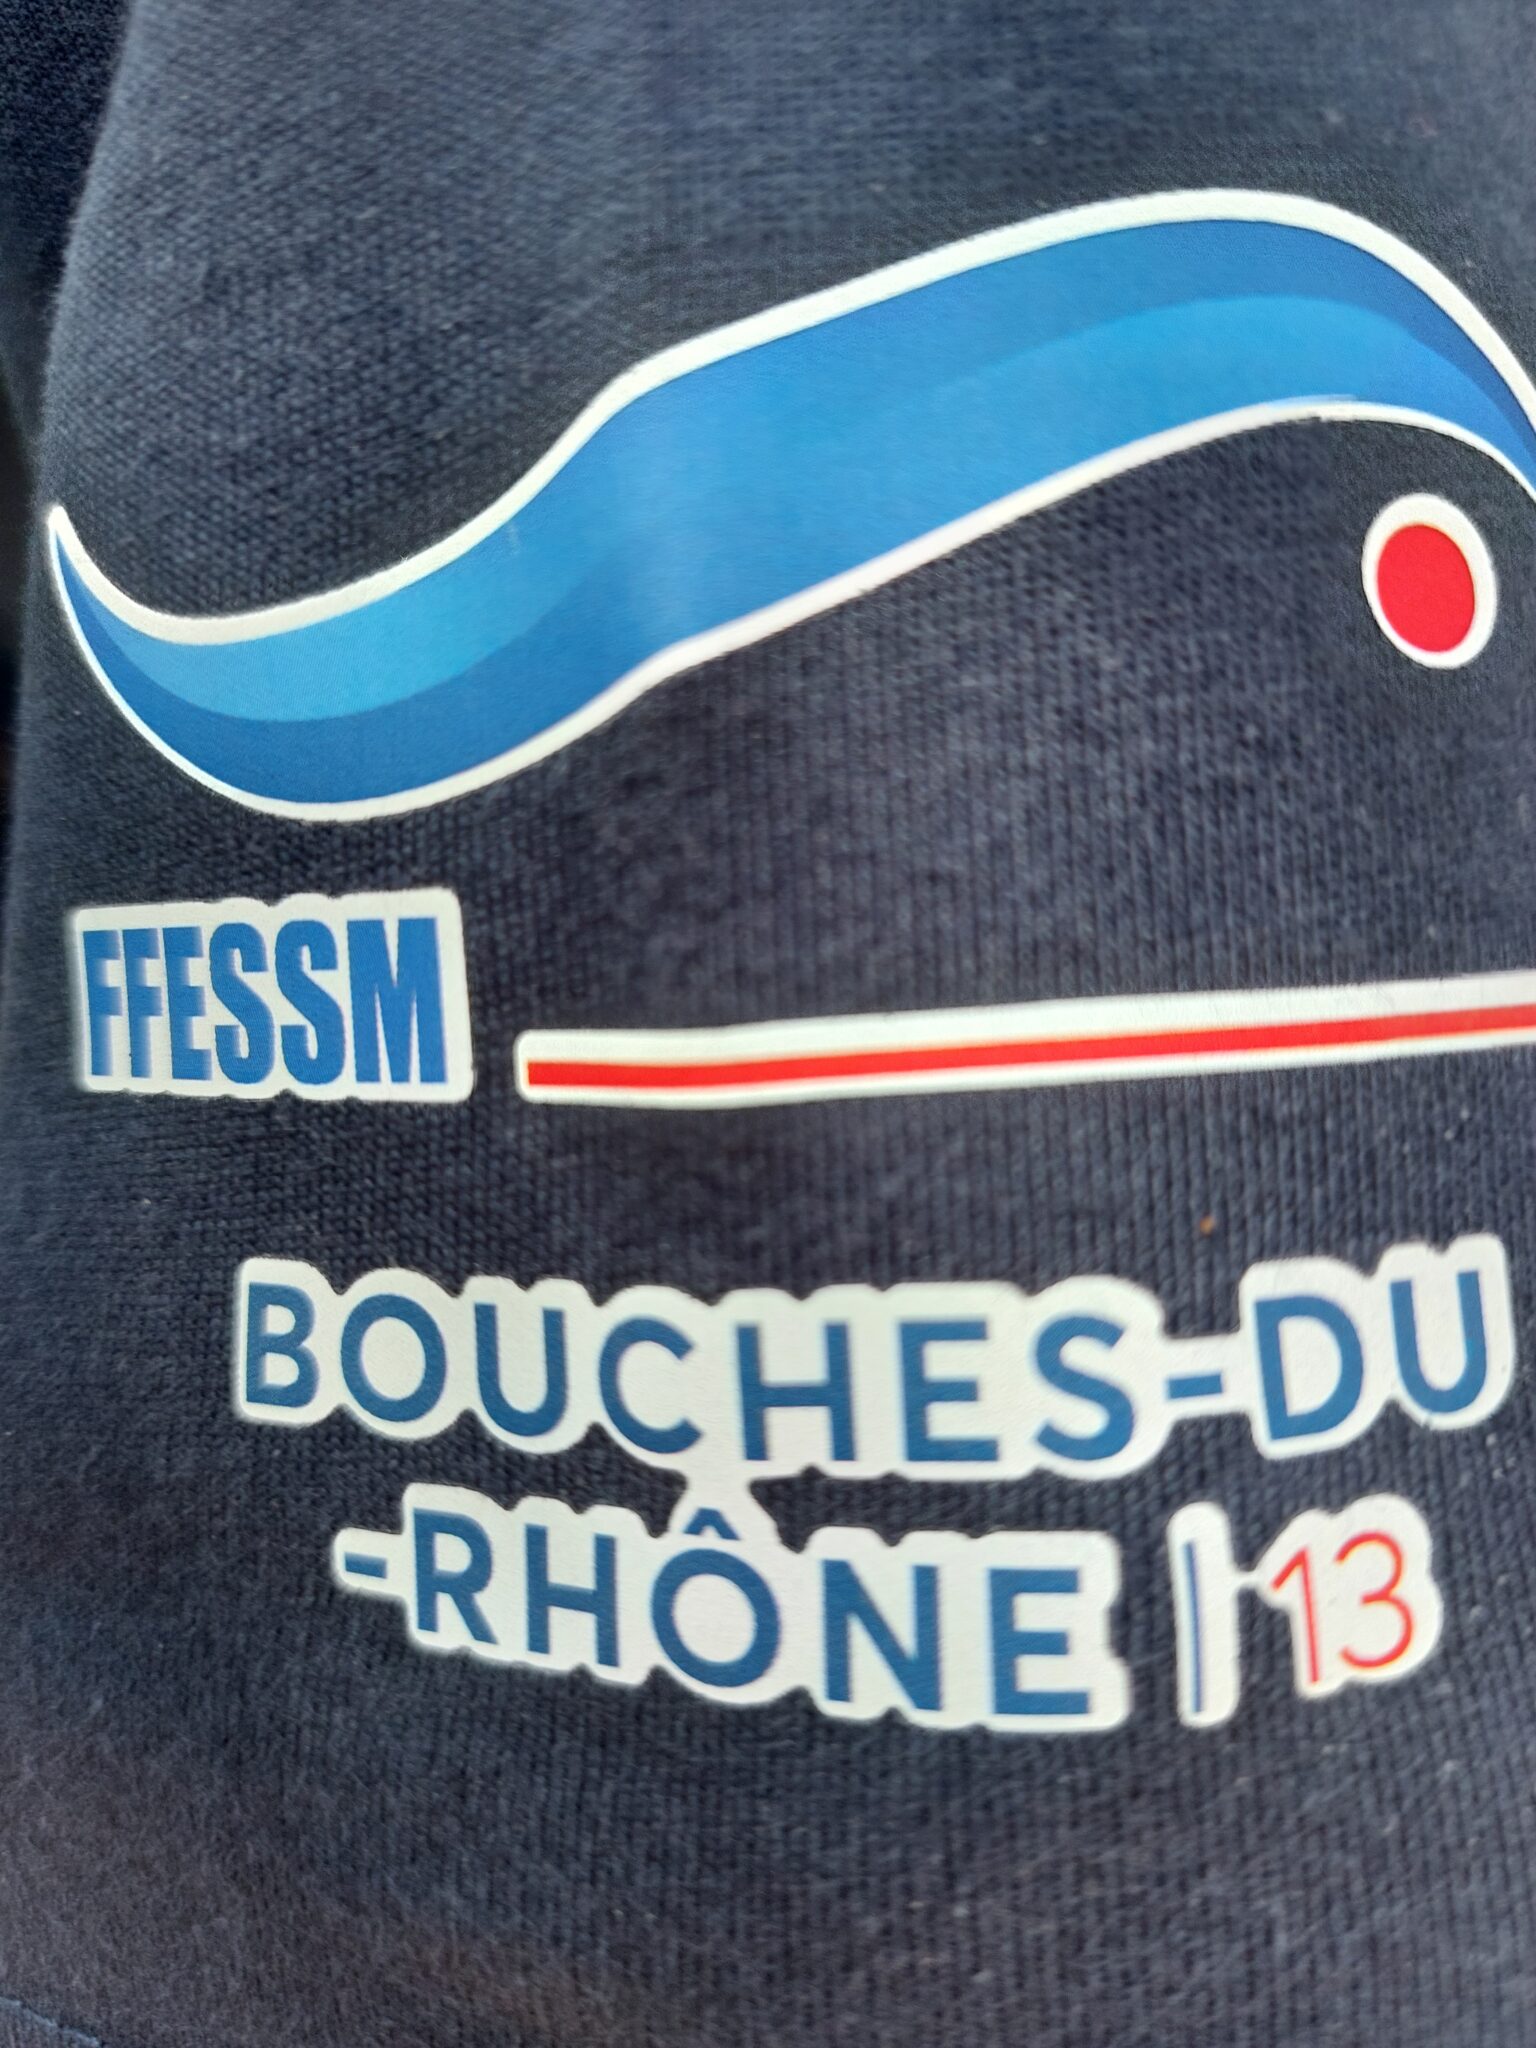 FFESSM
BOUCHES-DU
-RHÔNE | 13